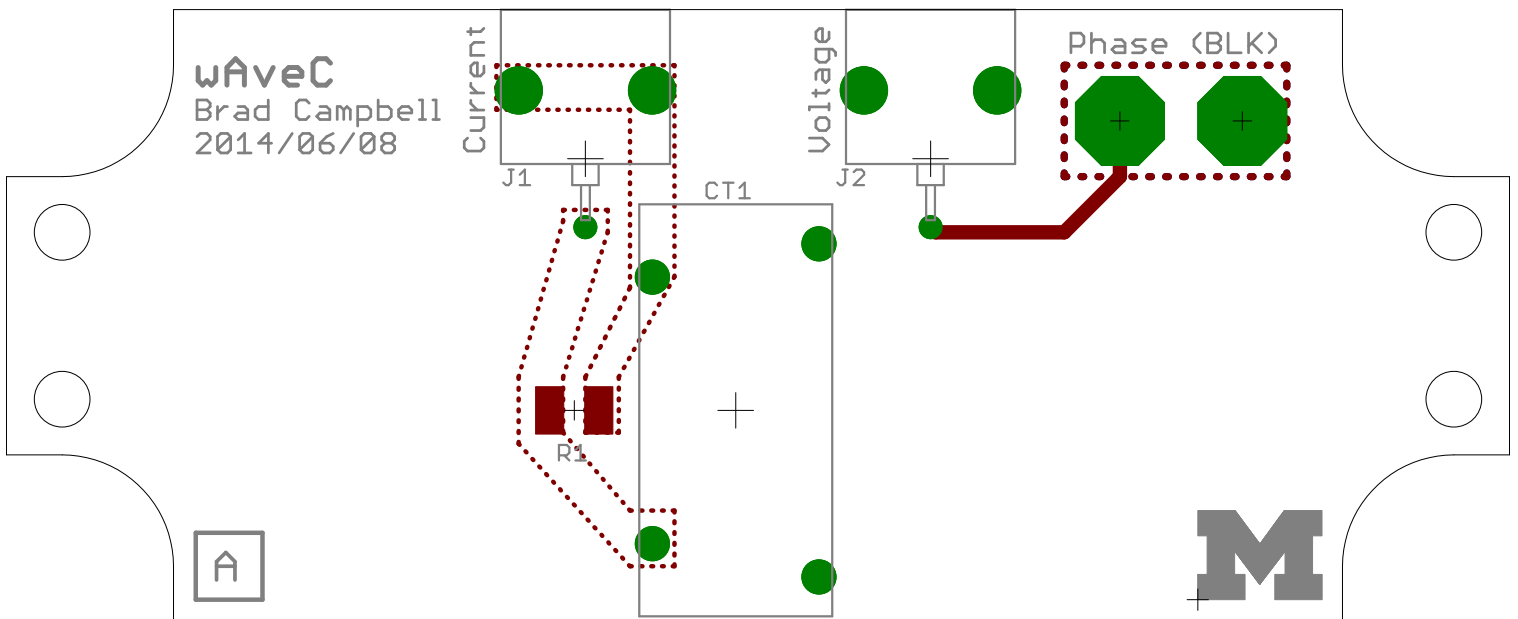 wAveC
Brad Campbell
2014/06/08
Current
Voltage
Phase (BLK)
J1
J2
CT1
R1
A
M